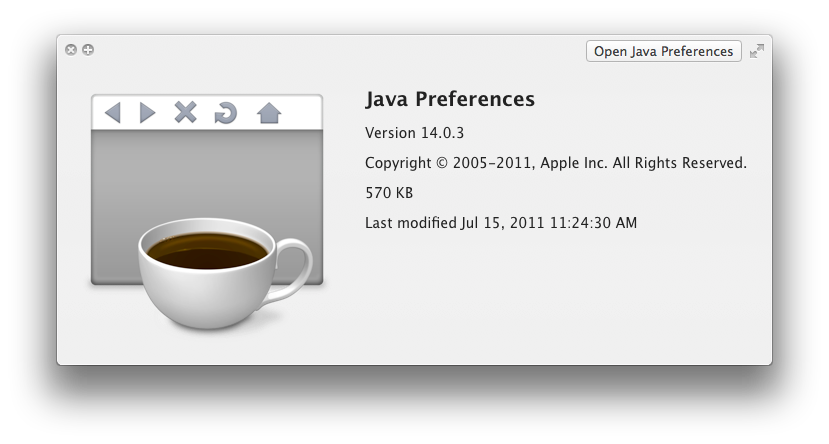 Open Java Preferences
Java Preferences
Version 14.0.3
Copyright © 2005–2011, Apple Inc. All Rights Reserved.
570 KB
Last modified Jul 15, 2011 11:24:30 AM